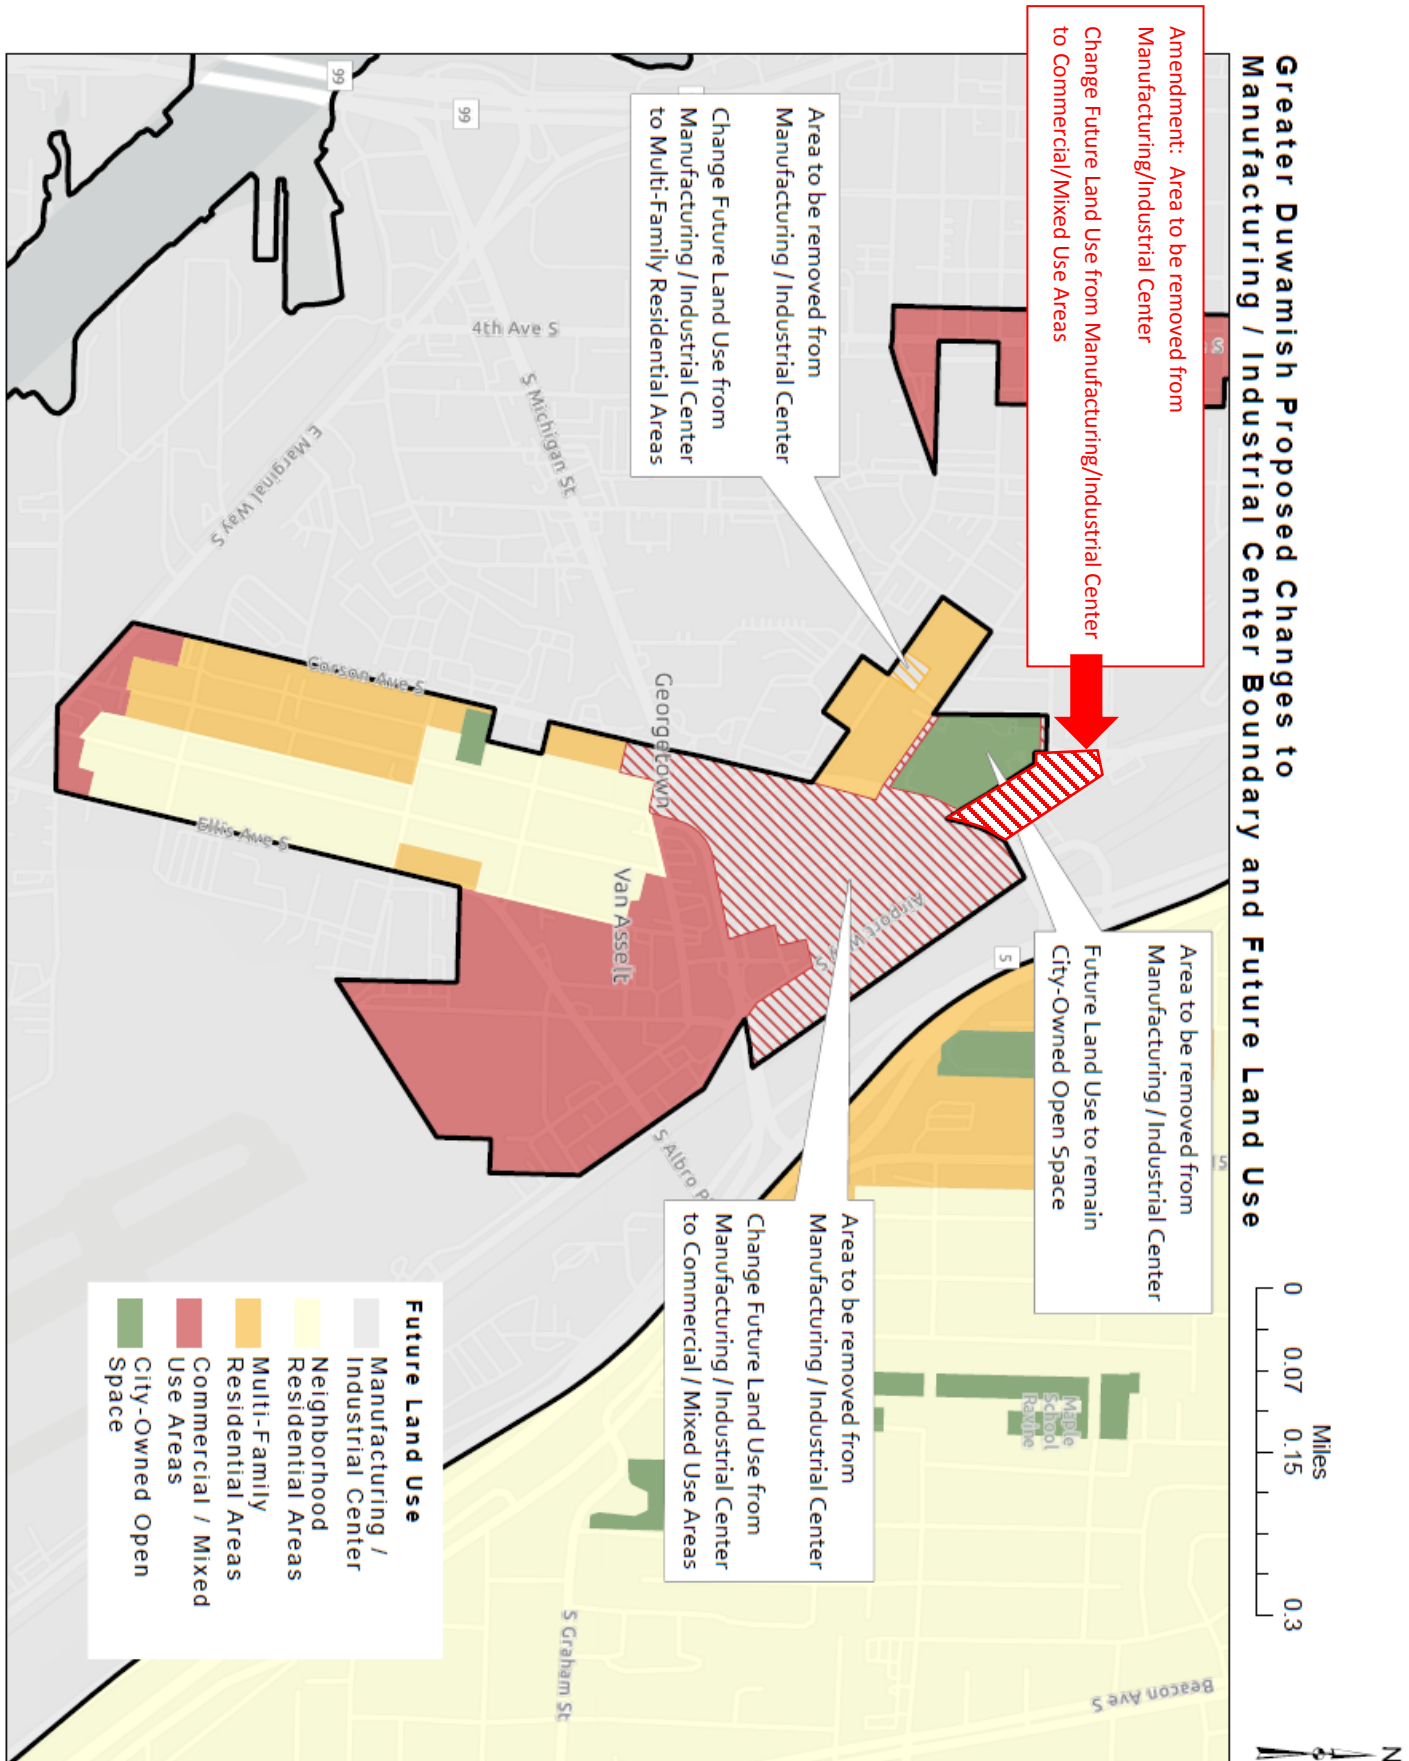 Greater Duwamish Proposed Changes to
Manufacturing / Industrial Center Boundary and Future Land Use
0 0.07 0.15 0.3
Miles
N
Amendment: Area to be removed from
Manufacturing/Industrial Center
Change Future Land Use from Manufacturing/Industrial Center
to Commercial/Mixed Use Areas
Area to be removed from
Manufacturing / Industrial Center
Change Future Land Use from
Manufacturing / Industrial Center
to Multi-Family Residential Areas
Area to be removed from
Manufacturing / Industrial Center
Future Land Use to remain
City-Owned Open Space
Area to be removed from
Manufacturing / Industrial Center
Change Future Land Use from
Manufacturing / Industrial Center
to Commercial / Mixed Use Areas
99
99
4th Ave S
S
S Michigan St
E Marginal Way S
Corson Ave S
Ellis Ave S
Georgetown
Van Asselt
Airport Way S
5
15
S Albro Pl
Maple
School
Ravine
S Graham St
Beacon Ave S
Future Land Use
Manufacturing /
Industrial Center
Neighborhood
Residential Areas
Multi-Family
Residential Areas
Commercial / Mixed
Use Areas
City-Owned Open
Space